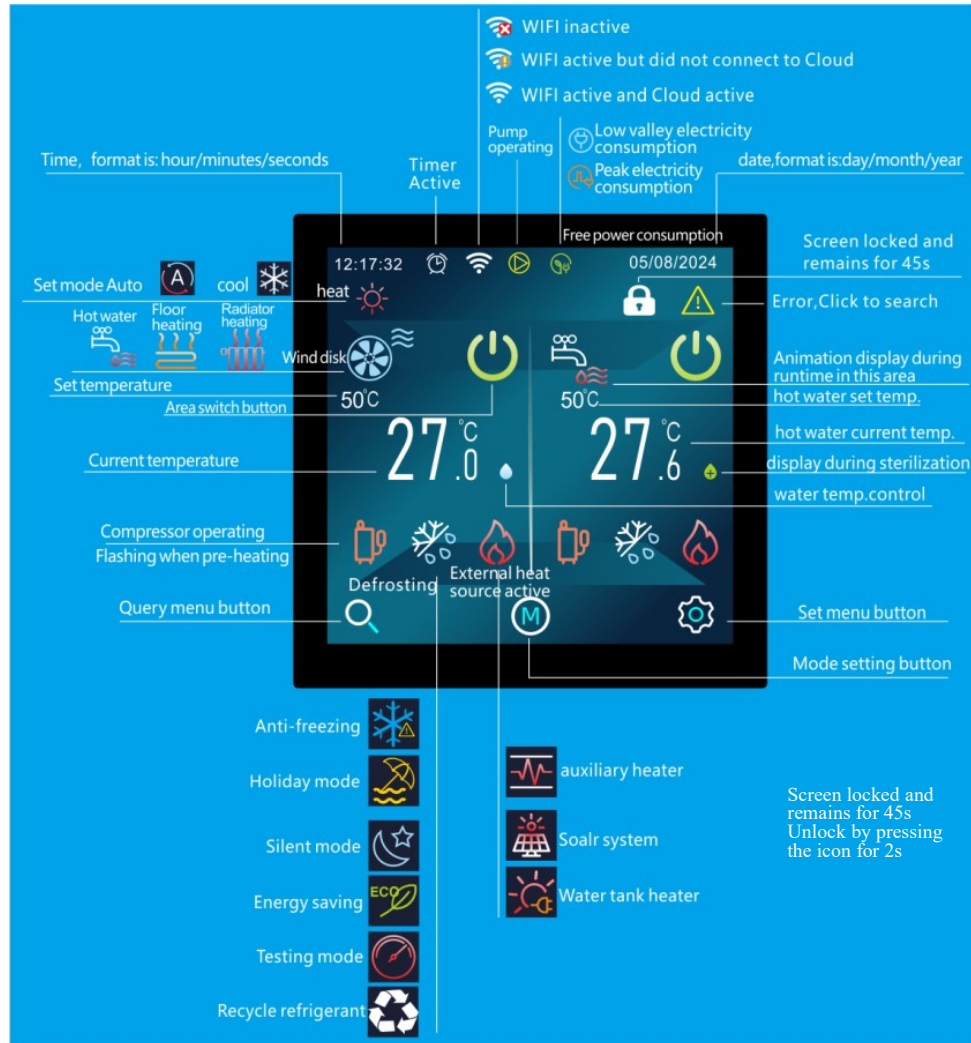 WIFI inactive
WIFI active but did not connect to Cloud
WIFI active and Cloud active
Time, format is: hour/minutes/seconds
Timer
Active
Pump
operating
Low valley electricity
consumption
Peak electricity
consumption
date,format is:day/month/year
Free power consumption
12:17:32
05/08/2024
Screen locked and
remains for 45s
Set mode Auto
A
cool
heat
Error,Click to search
Hot water
Floor
heating
Radiator
heating
Wind disk
Animation display during
runtime in this area
Set temperature
50°C
50°C
hot water set temp.
Area switch button
27.0°C
27.6°C
hot water current temp.
Current temperature
display during sterilization
water temp.control
Compressor operating
Flashing when pre-heating
Defrosting
External heat
source active
Query menu button
M
Set menu button
Mode setting button
Anti-freezing
Holiday mode
Silent mode
Energy saving
ECO
Testing mode
Recycle refrigerant
auxiliary heater
Soalr system
Water tank heater
Screen locked and
remains for 45s
Unlock by pressing
the icon for 2s